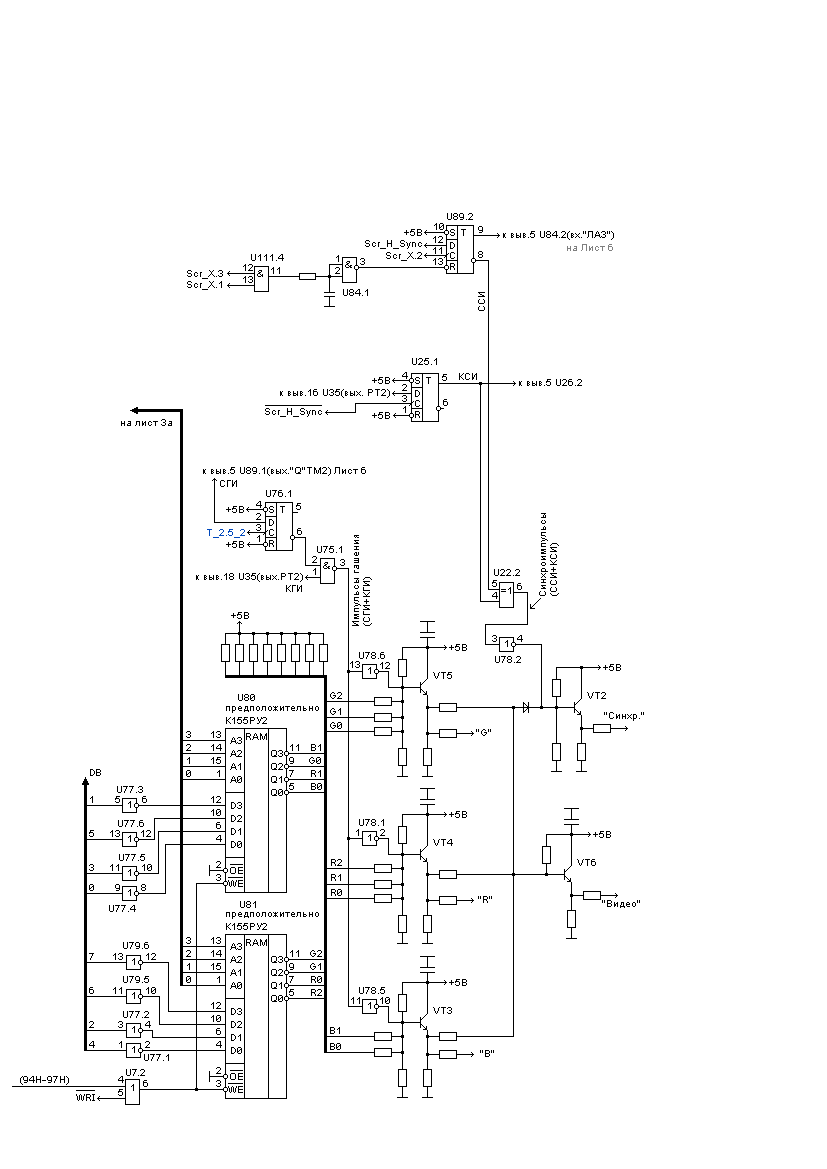 U89.2
+5В
10
S
T
9
к выв.5 U84.2(вх."ЛА3")
на Лист 6
Scr_H_Sync
12
D
Scr_X.2
11
C
8
13
R
U111.4
Scr_X.3
12
&
11
Scr_X.1
13
1
&
3
2
U84.1
ССИ
U25.1
+5В
4
S
T
5
КСИ
к выв.5 U26.2
к выв.16 U35(вых. РТ2)
2
D
3
C
6
Scr_H_Sync
+5В
1
R
на лист 3а
к выв.5 U89.1(вых."Q"ТМ2) Лист 6
СГИ
U76.1
+5В
4
S
T
5
2
D
T_2.5_2
3
C
6
+5В
1
R
U75.1
2
&
3
к выв.18 U35(вых.РТ2)
1
КГИ
Импульсы гашения
(СГИ+КГИ)
Синхроимпульсы
(ССИ+КСИ)
U22.2
5
=1
6
4
3
1
4
U78.2
+5В
+5В
U78.6
13
1
12
VT5
+5В
VT2
"Синхр."
G2
G1
G0
"G"
U80
предположительно
К155РУ2
3
13
A3
RAM
2
14
A2
Q3
11
B1
1
15
A1
Q2
9
G0
0
1
A0
Q1
7
R1
Q0
5
B0
12
D3
10
D2
6
D1
4
D0
2
OE
3
WE
DB
U77.3
1
5
1
6
U77.6
5
13
1
12
U77.5
3
11
1
10
0
9
1
8
U77.4
U78.1
1
1
2
+5В
VT4
R2
R1
R0
"R"
+5В
VT6
"Видео"
U81
предположительно
К155РУ2
3
13
A3
RAM
2
14
A2
Q3
11
G2
1
15
A1
Q2
9
G1
0
1
A0
Q1
7
R0
Q0
5
R2
12
D3
10
D2
6
D1
4
D0
2
OE
3
WE
U79.6
7
13
1
12
U79.5
6
11
1
10
U77.2
2
3
1
4
4
1
1
2
U77.1
U78.5
11
1
10
+5В
VT3
B1
B0
"B"
U7.2
(94H-97H)
4
1
6
WRI
5